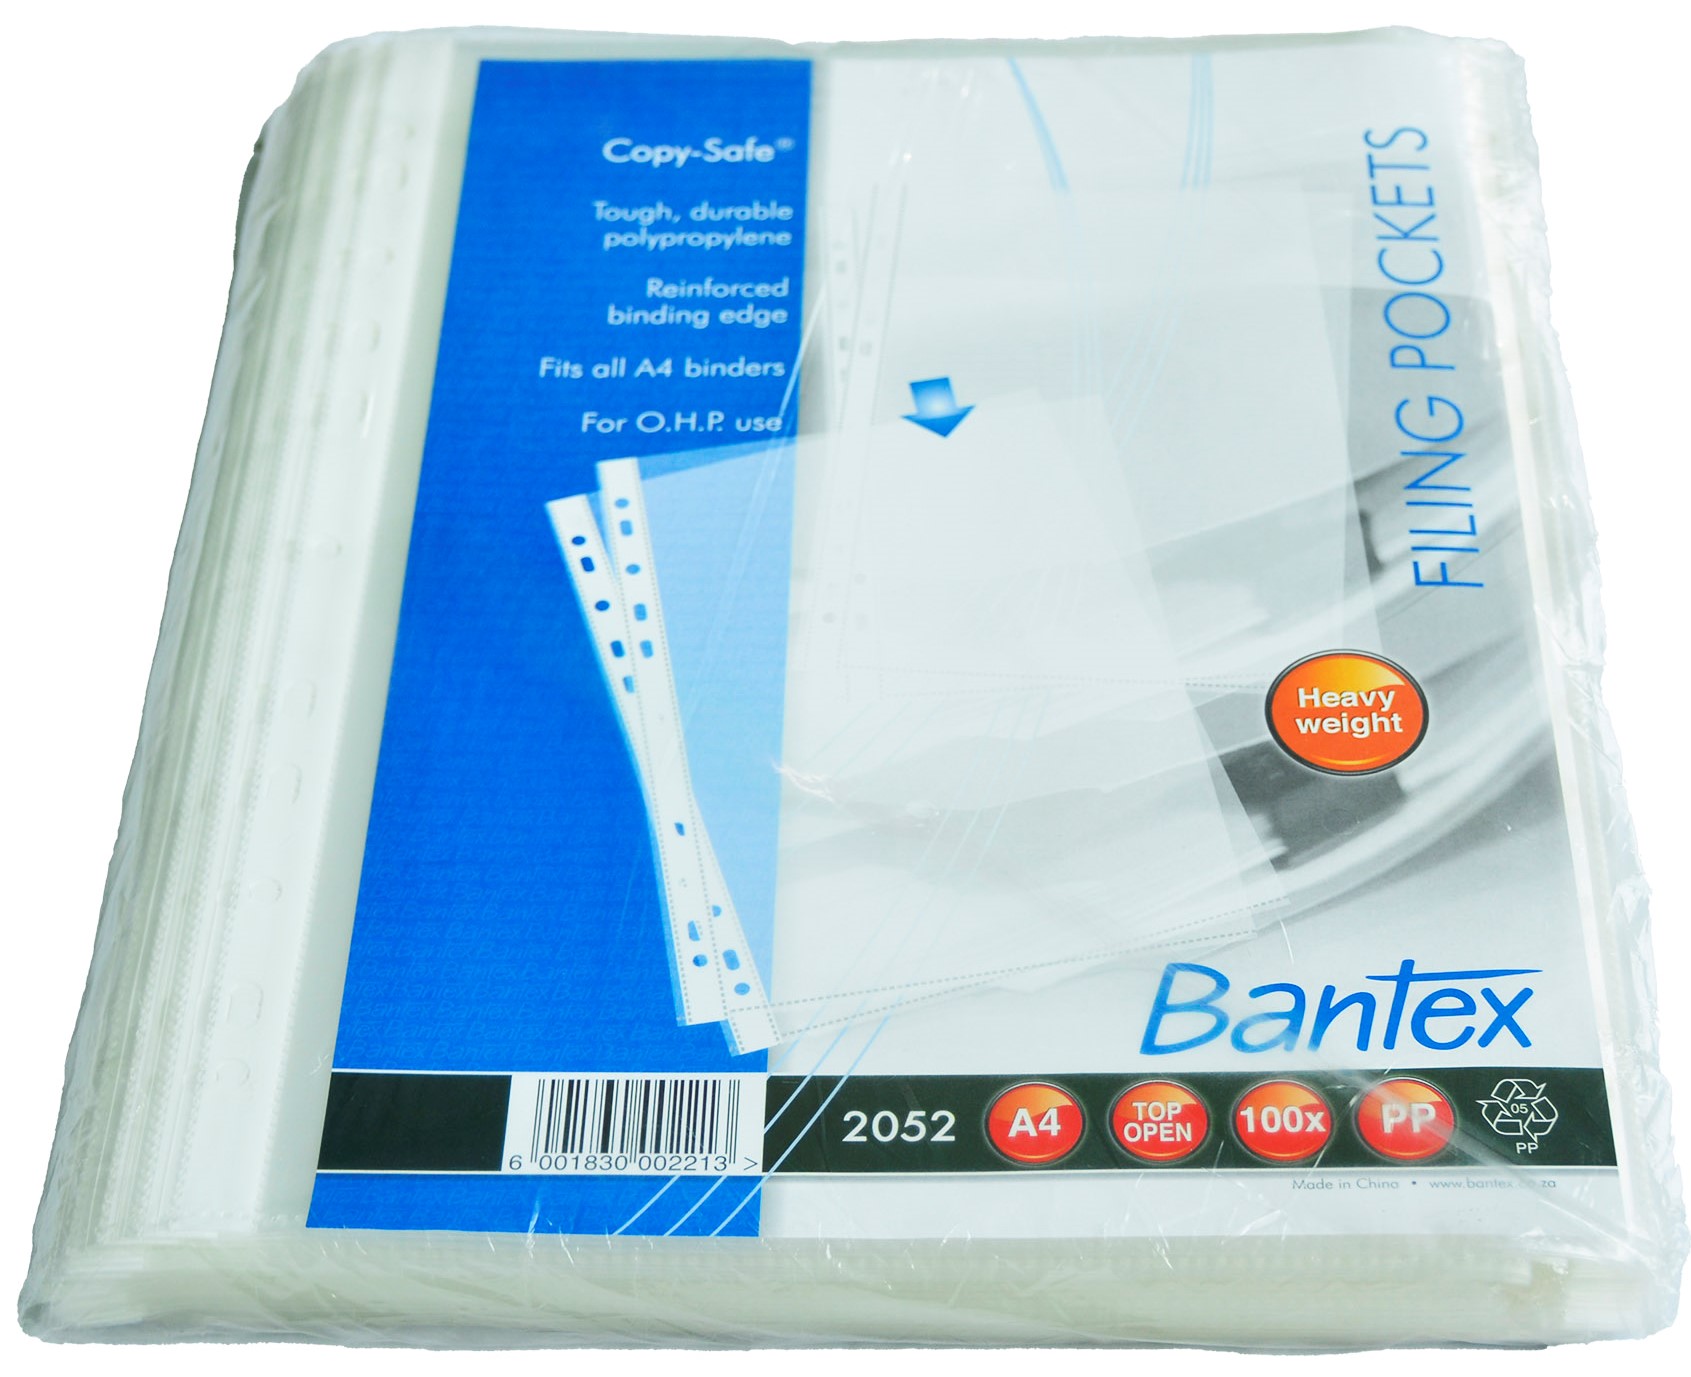 Copy-Safe®
Tough, durable
polypropylene
Reinforced
binding edge
Fits all A4 binders
For O.H.P. use
FILING POCKETS
Heavy
weight
Bantex
6 001830 002213 >
2052
A4
TOP
OPEN
100x
PP
05
PP
Made in China • www.bantex.co.za